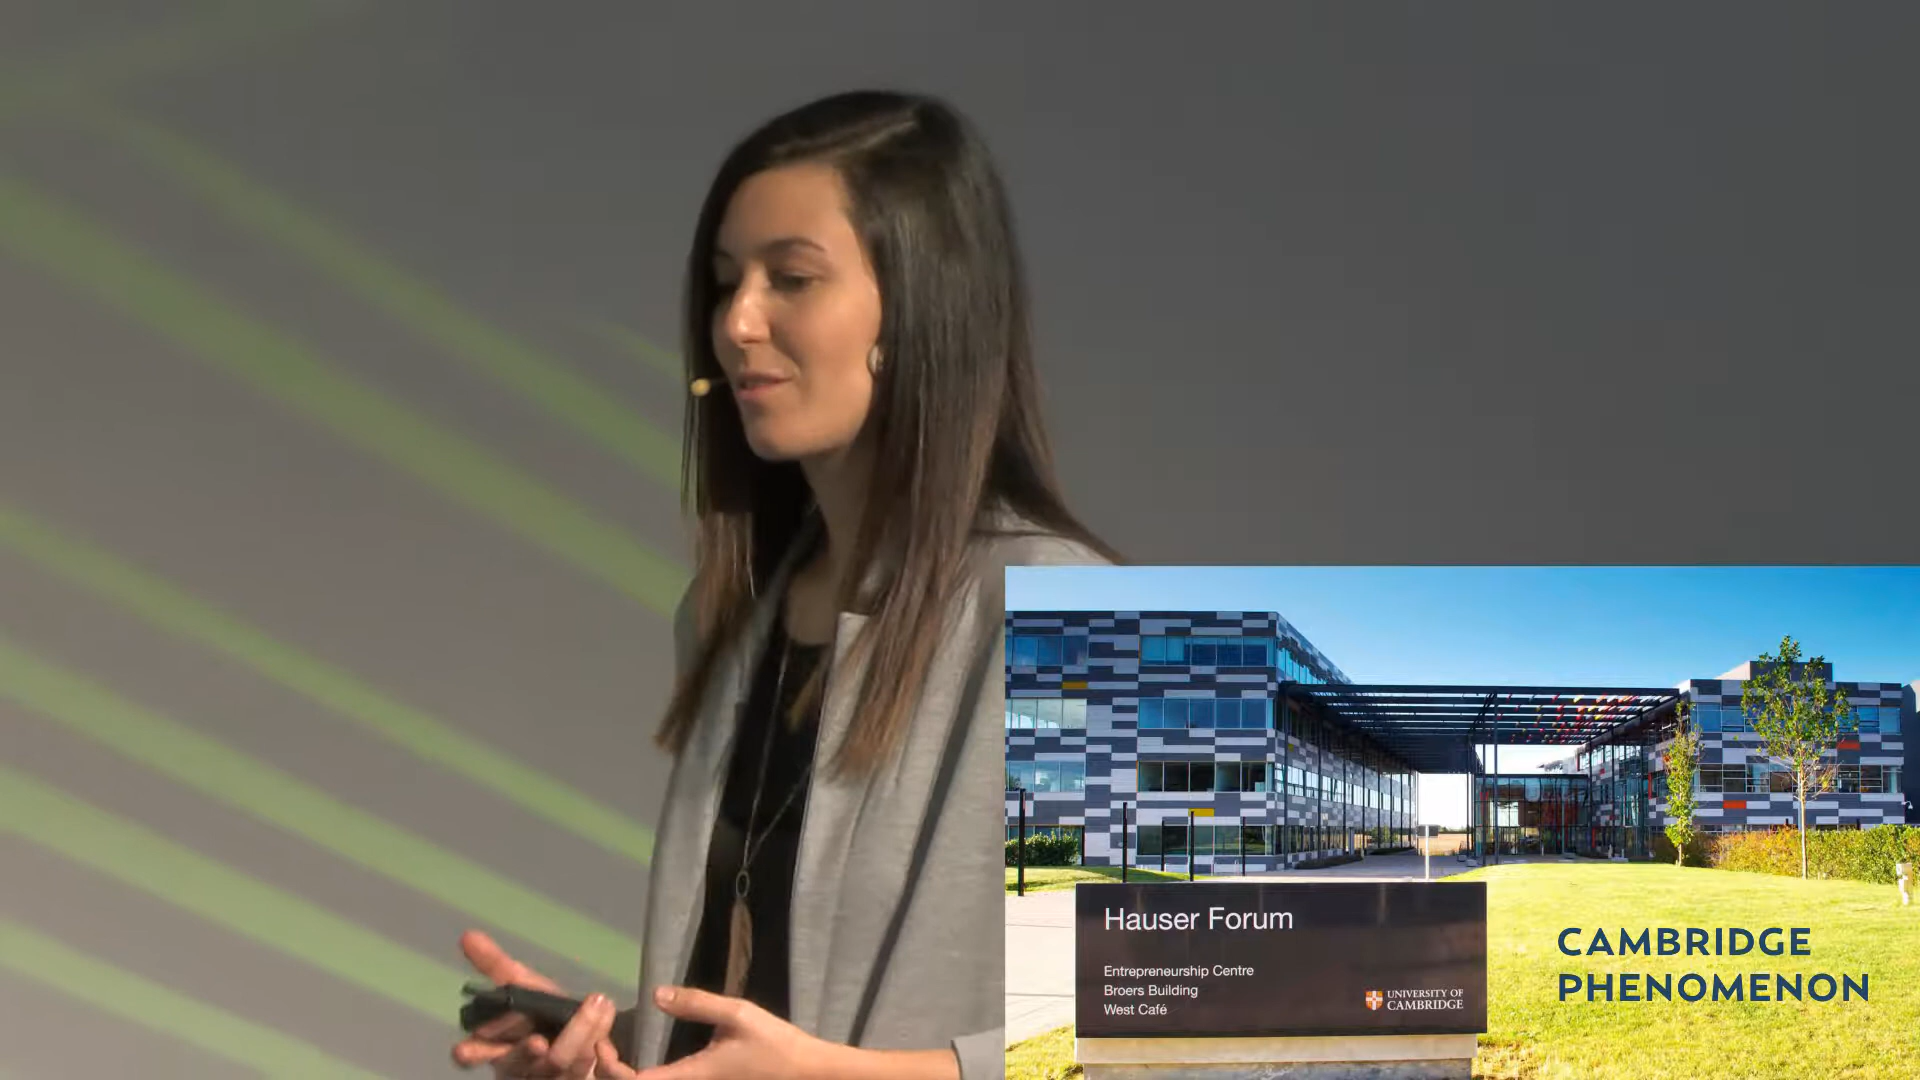 Hauser Forum
Entrepreneurship Centre
Broers Building
West Café
UNIVERSITY OF
CAMBRIDGE
CAMBRIDGE
PHENOMENON